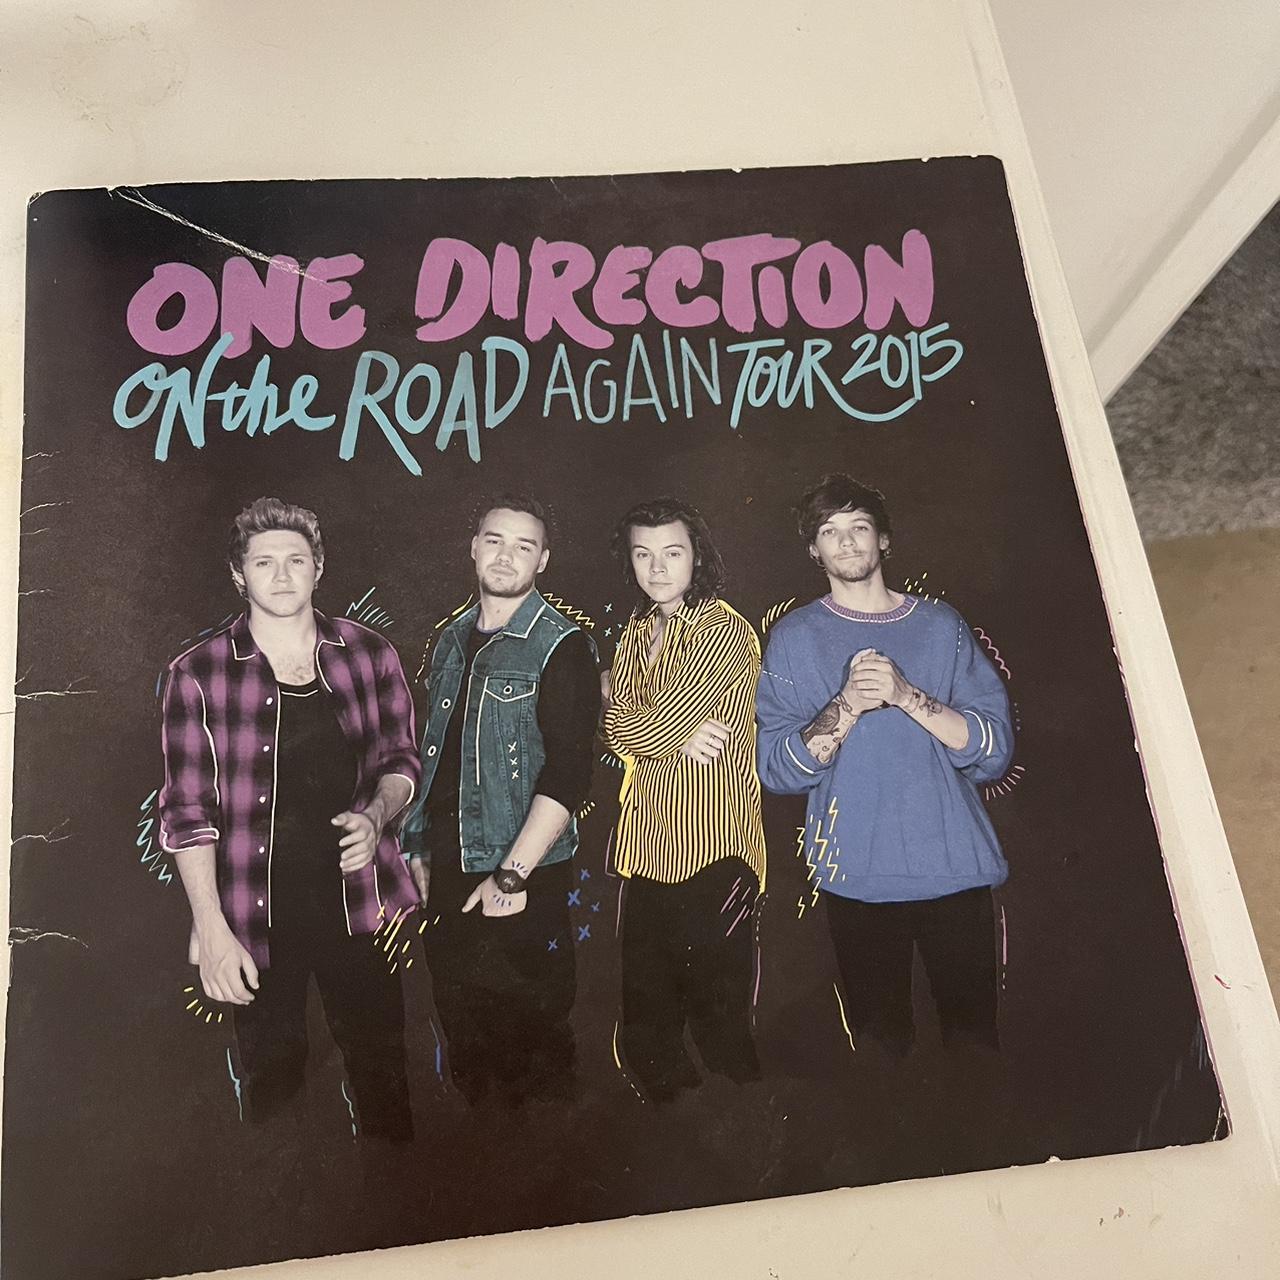 ONE DIRECTION
ON the ROAD AGAIN TOUR 2015